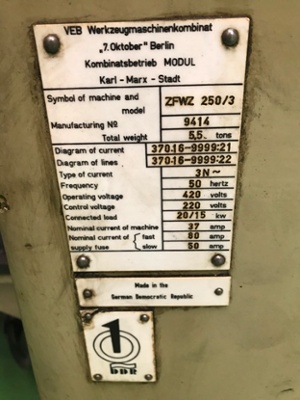 VEB Werkzeugmaschinenkombinat
„7. Oktober" Berlin
Kombinatsbetrieb MODUL
Karl - Marx - Stadt
Symbol of machine and model ZFWZ 250/3
Manufacturing № 9414
Total weight 5,5. tons
Diagram of current 370.16-9999:21
Diagram of lines 370.16-9999:22
Type of current 3N~
Frequency 50 hertz
Operating voltage 420 volts
Control voltage 220 volts
Connected load 20/15 kw
Nominal current of machine 37 amp
Nominal current of supply fuse { fast 80 amp
slow 50 amp
Made in the
German Democratic Republic
1
DDR